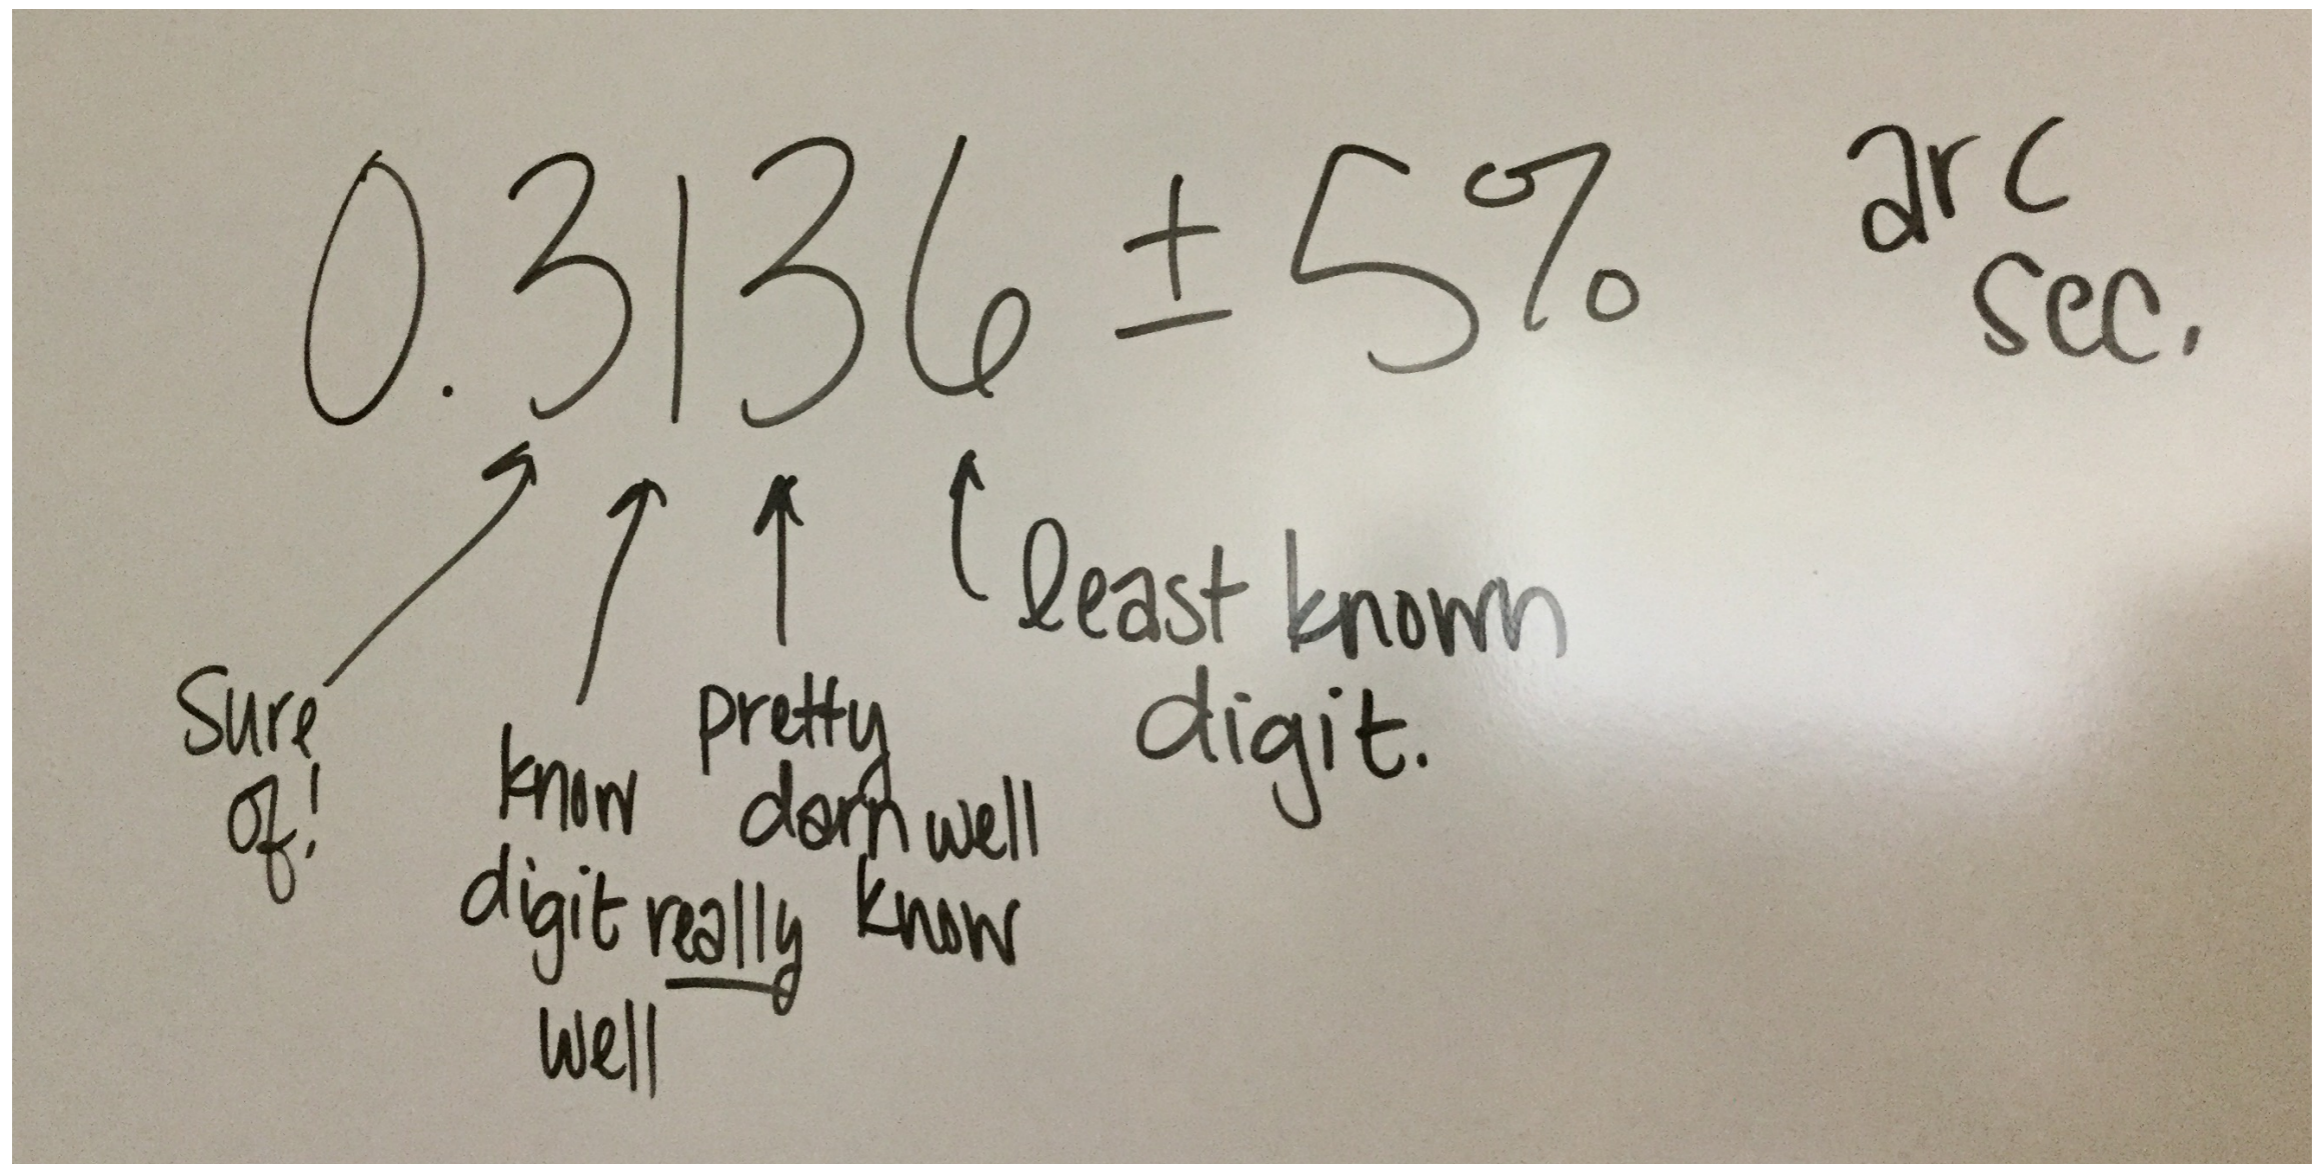 0.3136 ± 5% arc
sec.
Sure
of!
know
digit really
well
pretty
darn well
know
least known
digit.